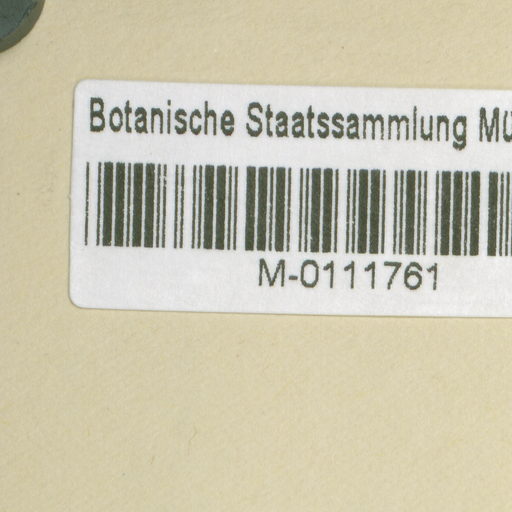 Botanische Staatssammlung Mü
M-0111761